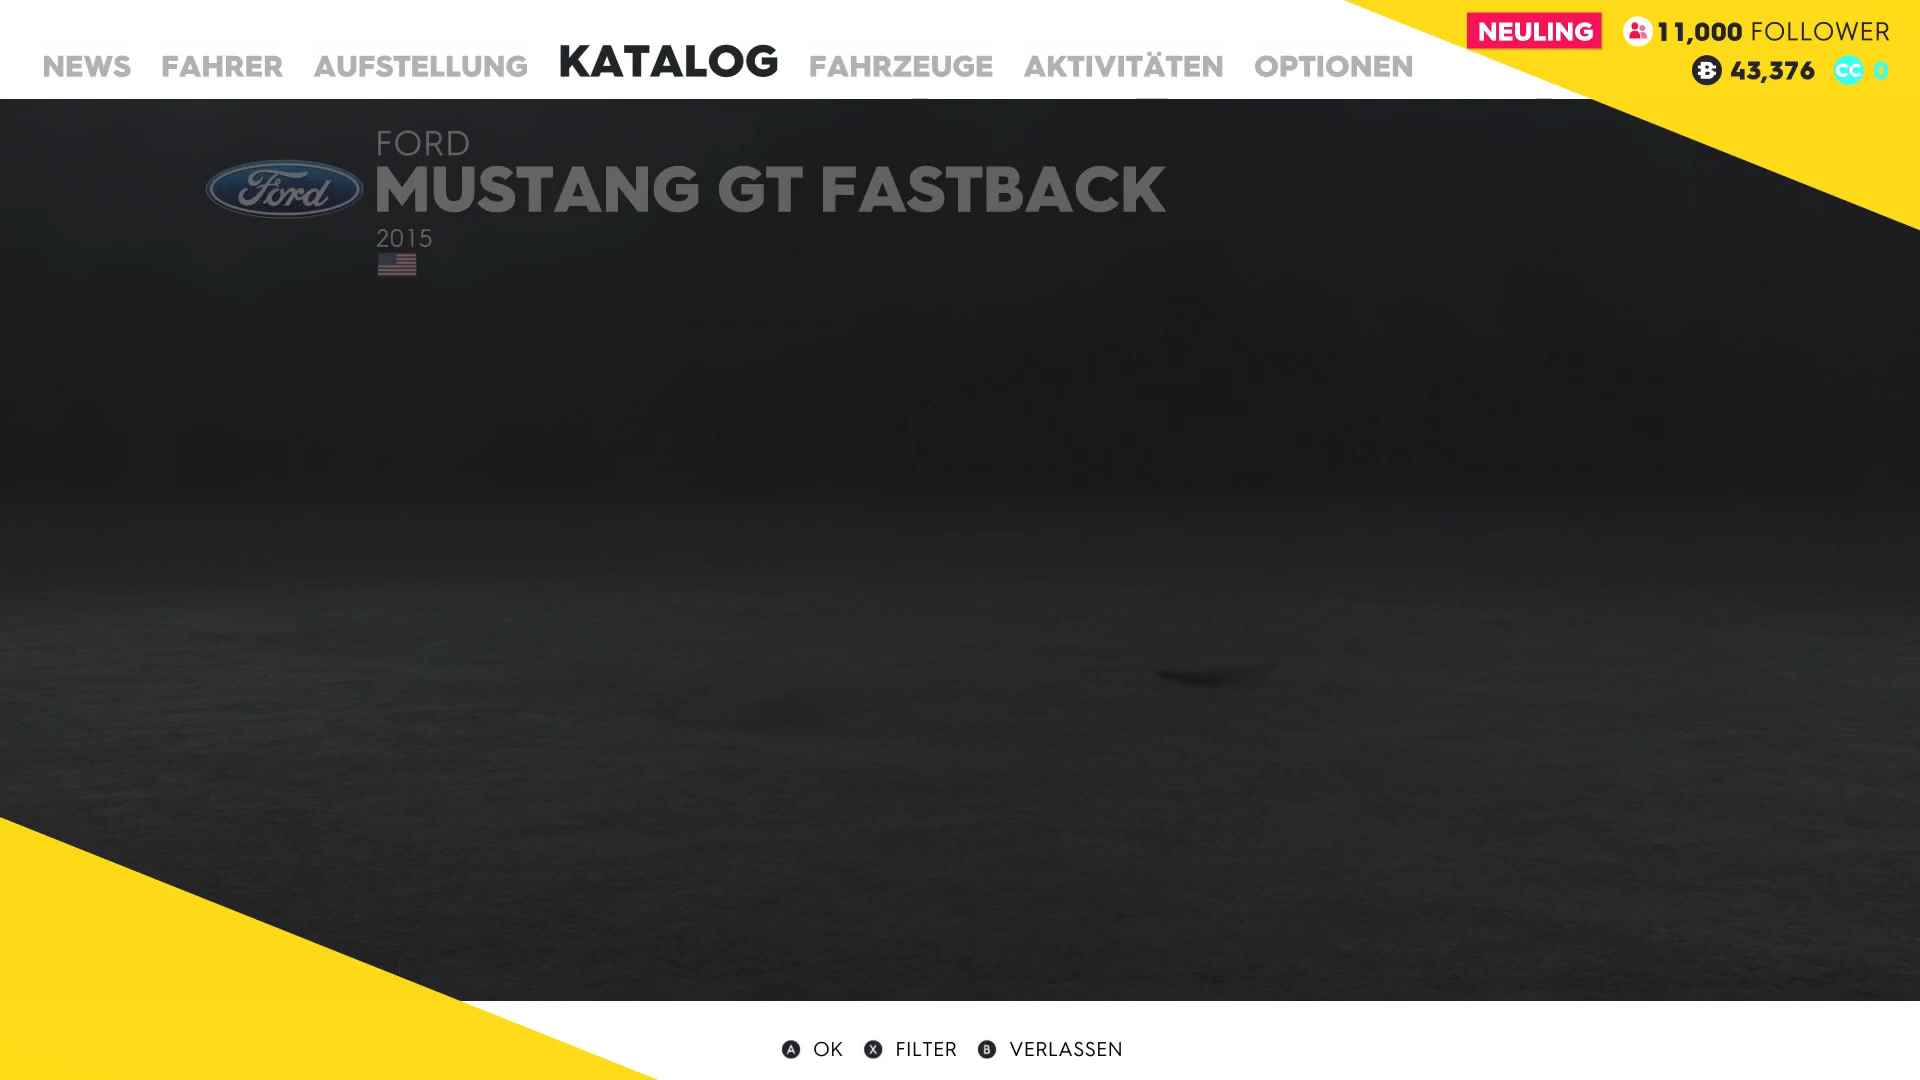 NEWS FAHRER AUFSTELLUNG KATALOG FAHRZEUGE AKTIVITÄTEN OPTIONEN
NEULING 11,000 FOLLOWER
B 43,376 CC 0
FORD
Ford MUSTANG GT FASTBACK
2015
A OK X FILTER B VERLASSEN